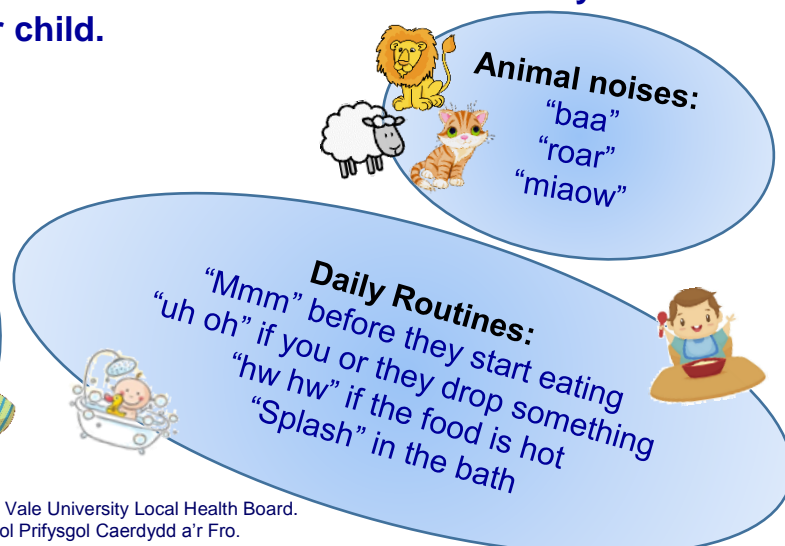 r child.
Animal noises:
“baa”
“roar”
“miaow”
Daily Routines:
“Mmm” before they start eating
“uh oh” if you or they drop something
“hw hw” if the food is hot
“Splash” in the bath
Vale University Local Health Board.
ol Prifysgol Caerdydd a’r Fro.